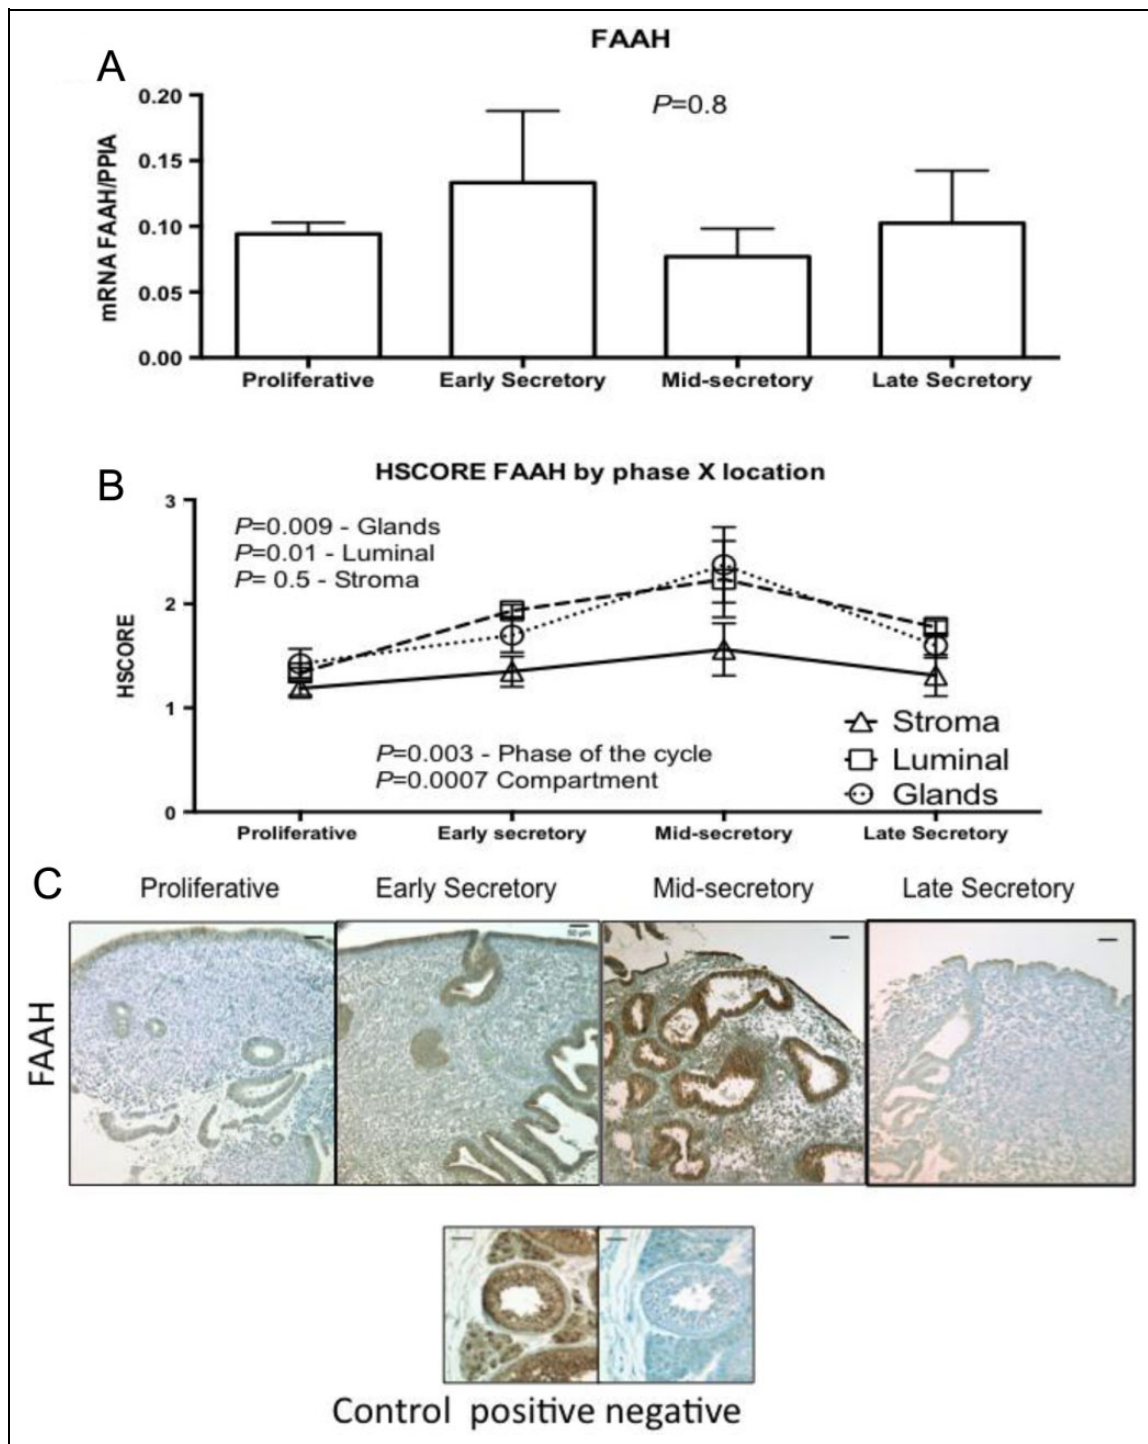 FAAH
A
P=0.8
mRNA FAAH/PPIA
0.20
0.15
0.10
0.05
0.00
Proliferative Early Secretory Mid-secretory Late Secretory
B
HSCORE FAAH by phase X location
HSCORE
3
2
1
0
P=0.009 - Glands
P=0.01 - Luminal
P= 0.5 - Stroma
P=0.003 - Phase of the cycle
P=0.0007 Compartment
Stroma
Luminal
Glands
Proliferative Early secretory Mid-secretory Late Secretory
C
Proliferative Early Secretory Mid-secretory Late Secretory
FAAH
50 µm
Control positive negative